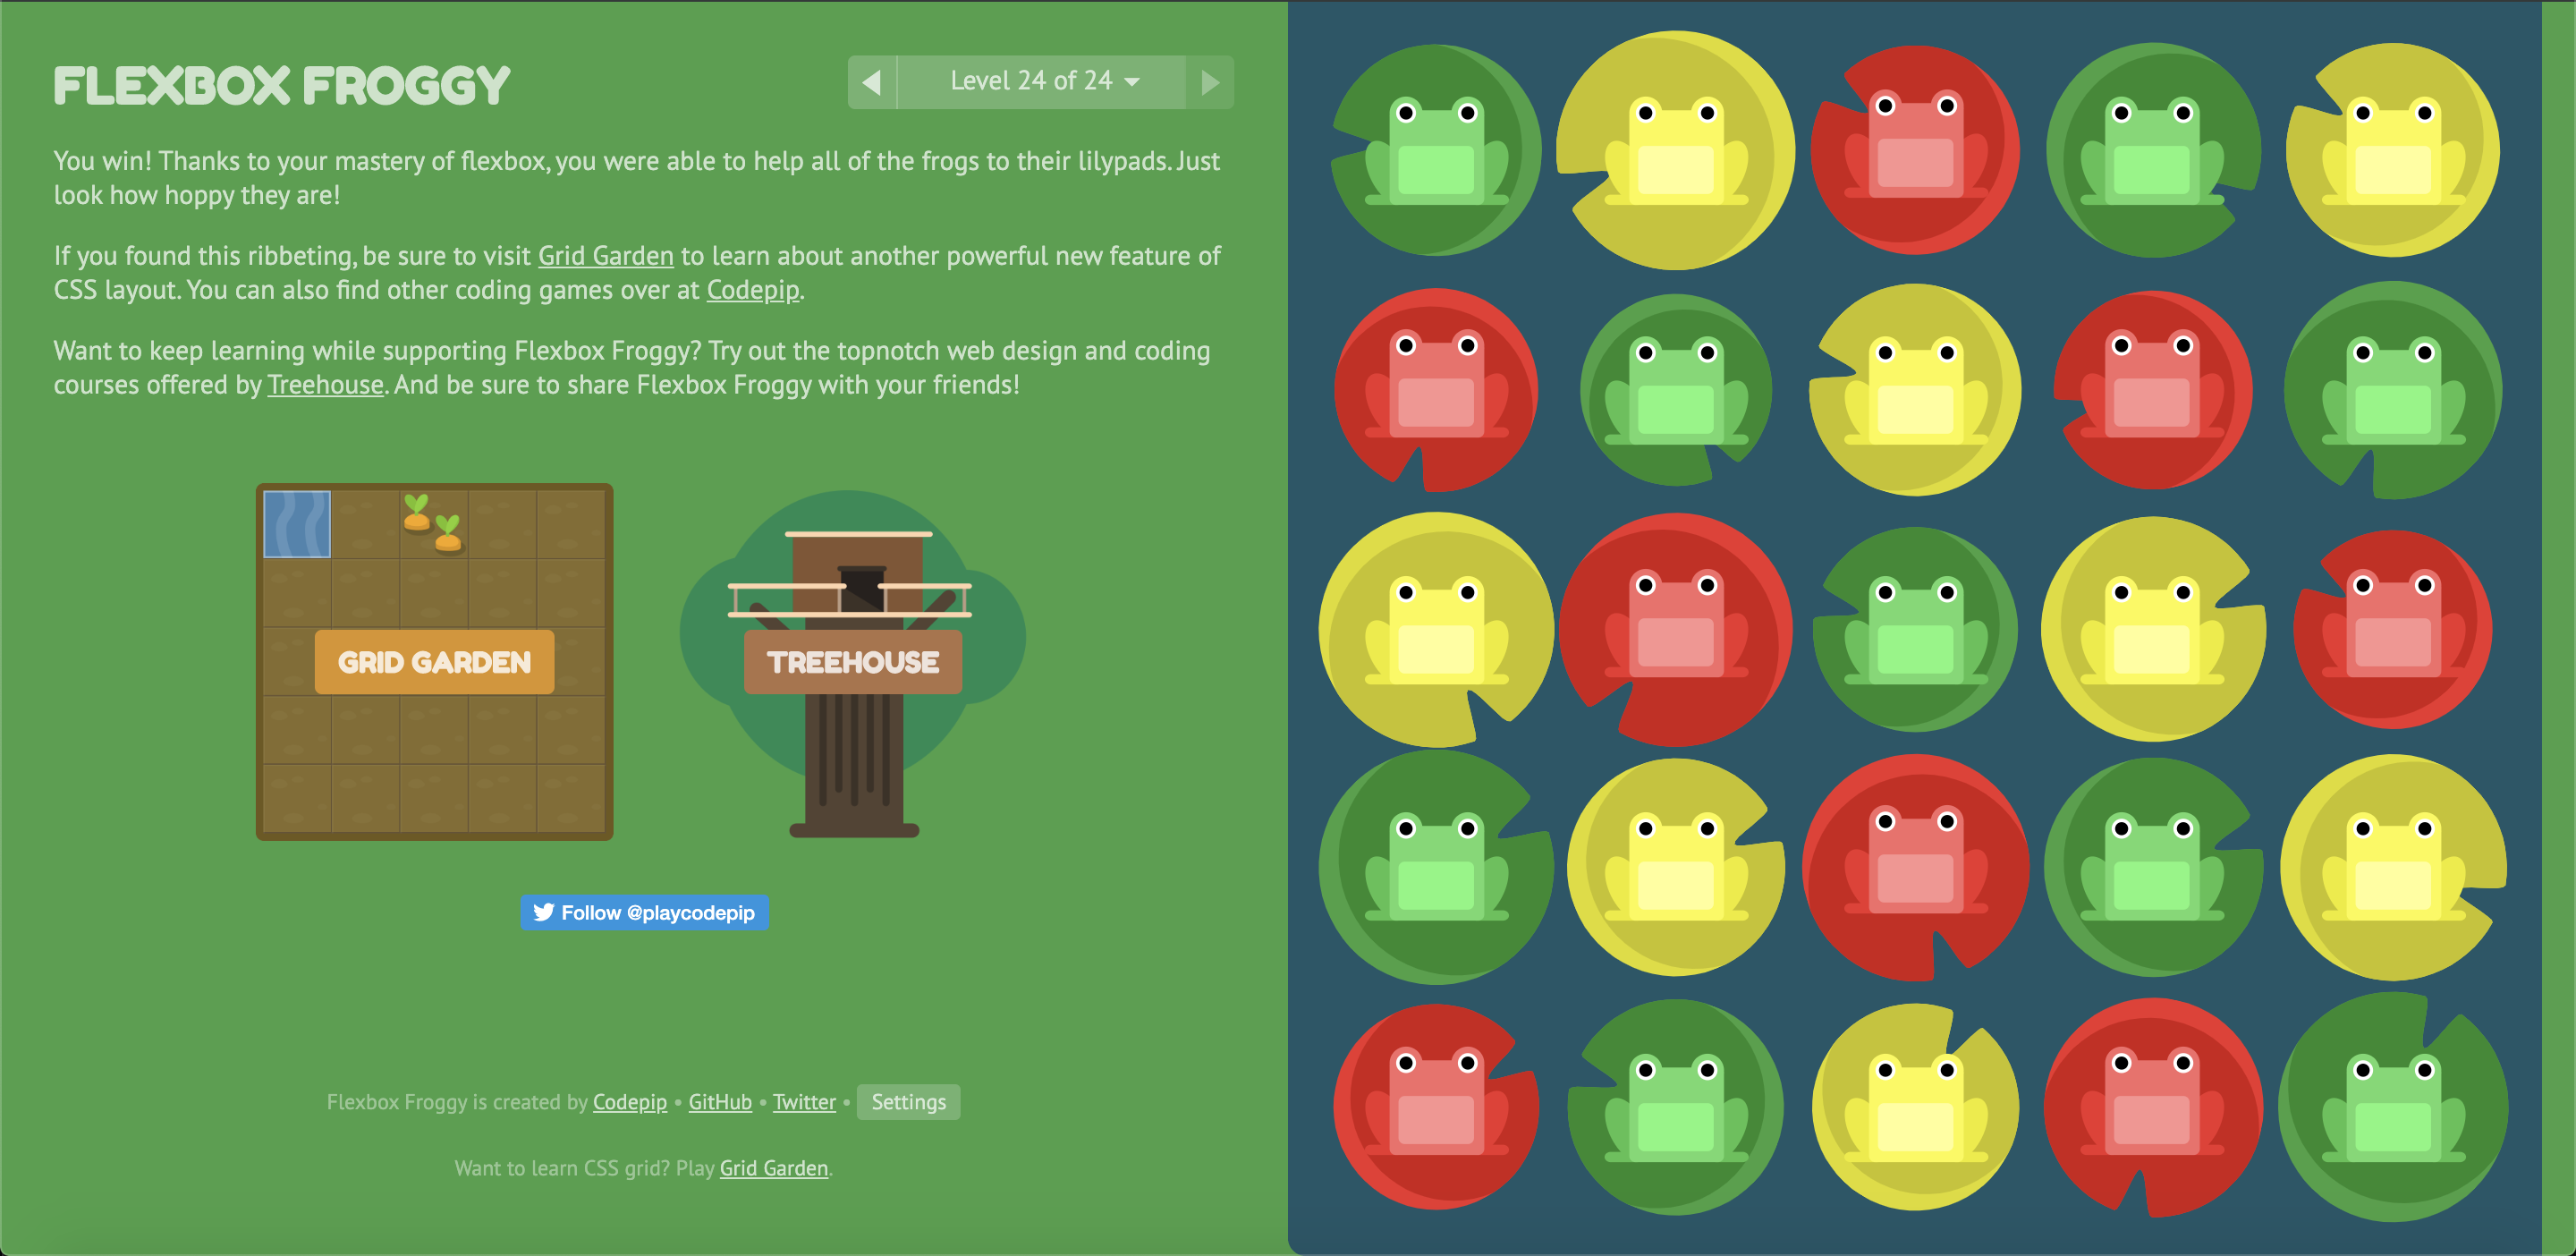 FLEXBOX FROGGY
Level 24 of 24
You win! Thanks to your mastery of flexbox, you were able to help all of the frogs to their lilypads. Just
look how hoppy they are!
If you found this ribbeting, be sure to visit Grid Garden to learn about another powerful new feature of
CSS layout. You can also find other coding games over at Codepip.
Want to keep learning while supporting Flexbox Froggy? Try out the topnotch web design and coding
courses offered by Treehouse. And be sure to share Flexbox Froggy with your friends!
GRID GARDEN
TREEHOUSE
Follow @playcodepip
Flexbox Froggy is created by Codepip • GitHub • Twitter • Settings
Want to learn CSS grid? Play Grid Garden.